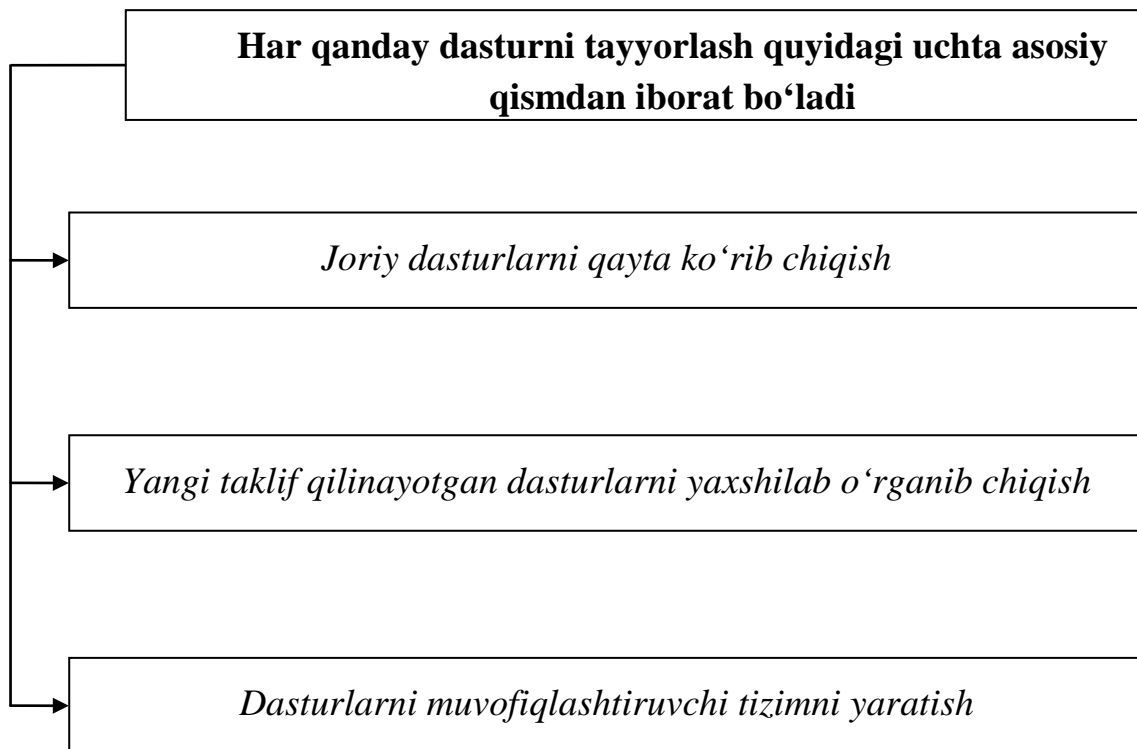 Har qanday dasturni tayyorlash quyidagi uchta asosiy
qismdan iborat bo‘ladi
Joriy dasturlarni qayta ko‘rib chiqish
Yangi taklif qilinayotgan dasturlarni yaxshilab o‘rganib chiqish
Dasturlarni muvofiqlashtiruvchi tizimni yaratish